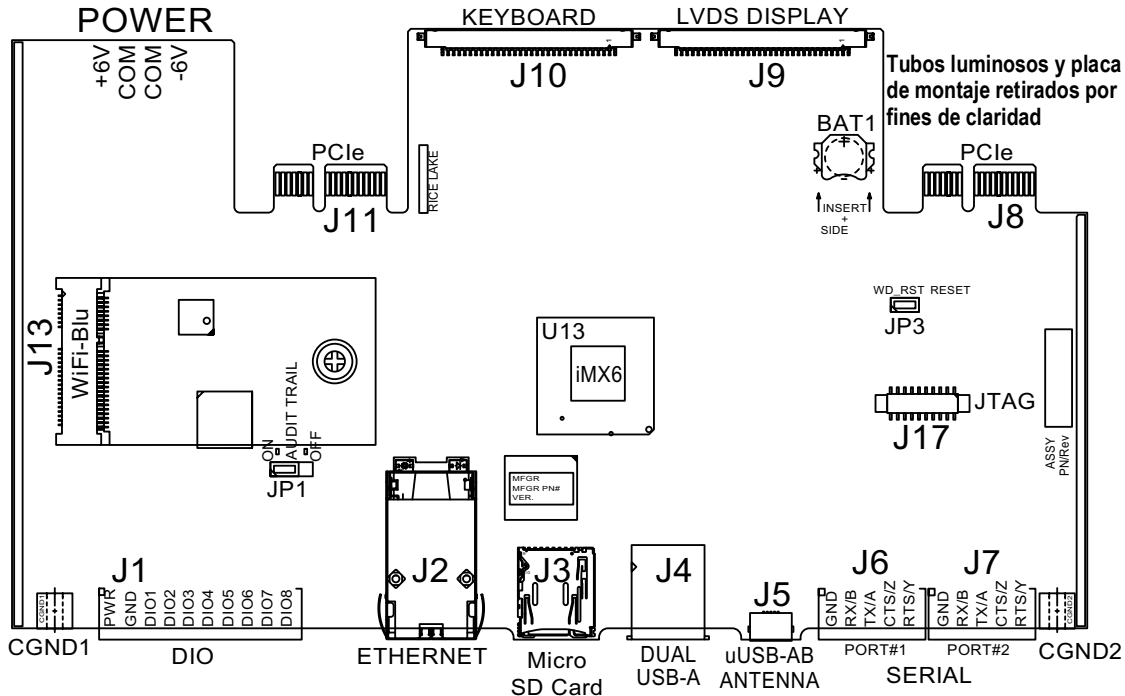 POWER
+6V
COM
COM
-6V
KEYBOARD
J10
LVDS DISPLAY
J9
Tubos luminosos y placa
de montaje retirados por
fines de claridad
BAT1
INSERT
+
SIDE
PCIe
J11
RICE LAKE
PCIe
J8
J13
WiFi-Blu
U13
iMX6
WD_RST RESET
JP3
JTAG
J17
ASSY
PN/Rev
ON
AUDIT TRAIL
OFF
JP1
MFGR
MFGR PN#
VER.
J1
PWR
GND
DIO1
DIO2
DIO3
DIO4
DIO5
DIO6
DIO7
DIO8
DIO
CGND1
CGND1
J2
ETHERNET
J3
Micro
SD Card
J4
DUAL
USB-A
J5
uUSB-AB
ANTENNA
J6
GND
RX/B
TX/A
CTS/Z
RTS/Y
PORT#1
J7
GND
RX/B
TX/A
CTS/Z
RTS/Y
PORT#2
SERIAL
CGND2
CGND2